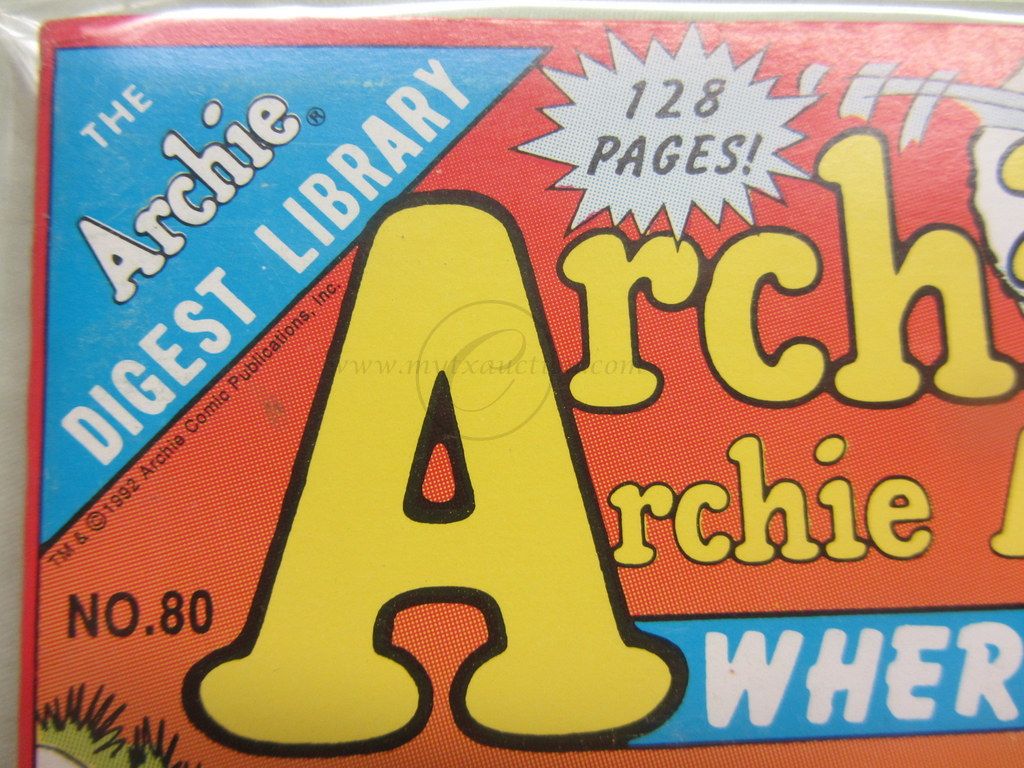 THE
Archie®
DIGEST LIBRARY
TM & ©1992 Archie Comic Publications, Inc.
128
PAGES!
Archie
NO.80
WHER
www.mytxauction.com